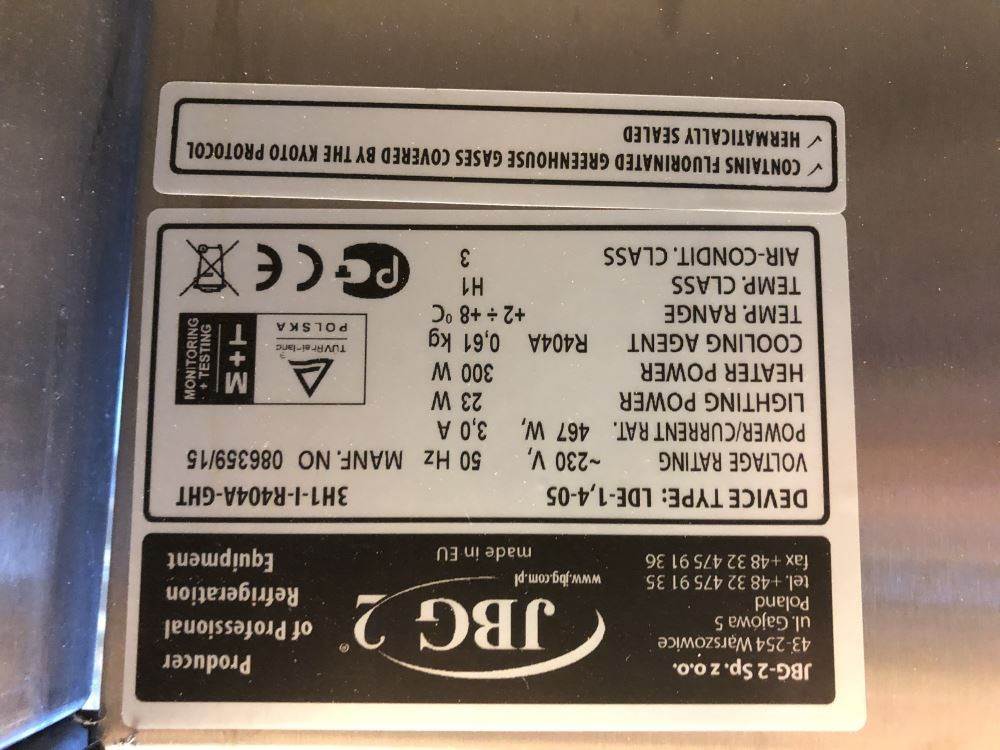 JBG-2 Sp. z o.o.
43-254 Warszowice
ul. Gajowa 5
Poland
tel. +48 32 475 91 35
fax +48 32 475 91 36
JBG 2 ®
www.jbg.com.pl
made in EU
Producer
of Professional
Refrigeration
Equipment
DEVICE TYPE: LDE-1,4-05 3H1-I-R404A-GHT
VOLTAGE RATING ~230 V, 50 Hz MANF. NO. 086359/15
POWER/CURRENT RAT. 467 W, 3,0 A
LIGHTING POWER 23 W
HEATER POWER 300 W
COOLING AGENT R404A 0,61 kg
TEMP. RANGE +2 ÷ +8 ºC
TEMP. CLASS H1
AIR-CONDIT. CLASS 3
TÜVRheinland
POLSKA
M+T
MONITORING
+ TESTING
PCT
CE
✓ CONTAINS FLUORINATED GREENHOUSE GASES COVERED BY THE KYOTO PROTOCOL
✓ HERMATICALLY SEALED